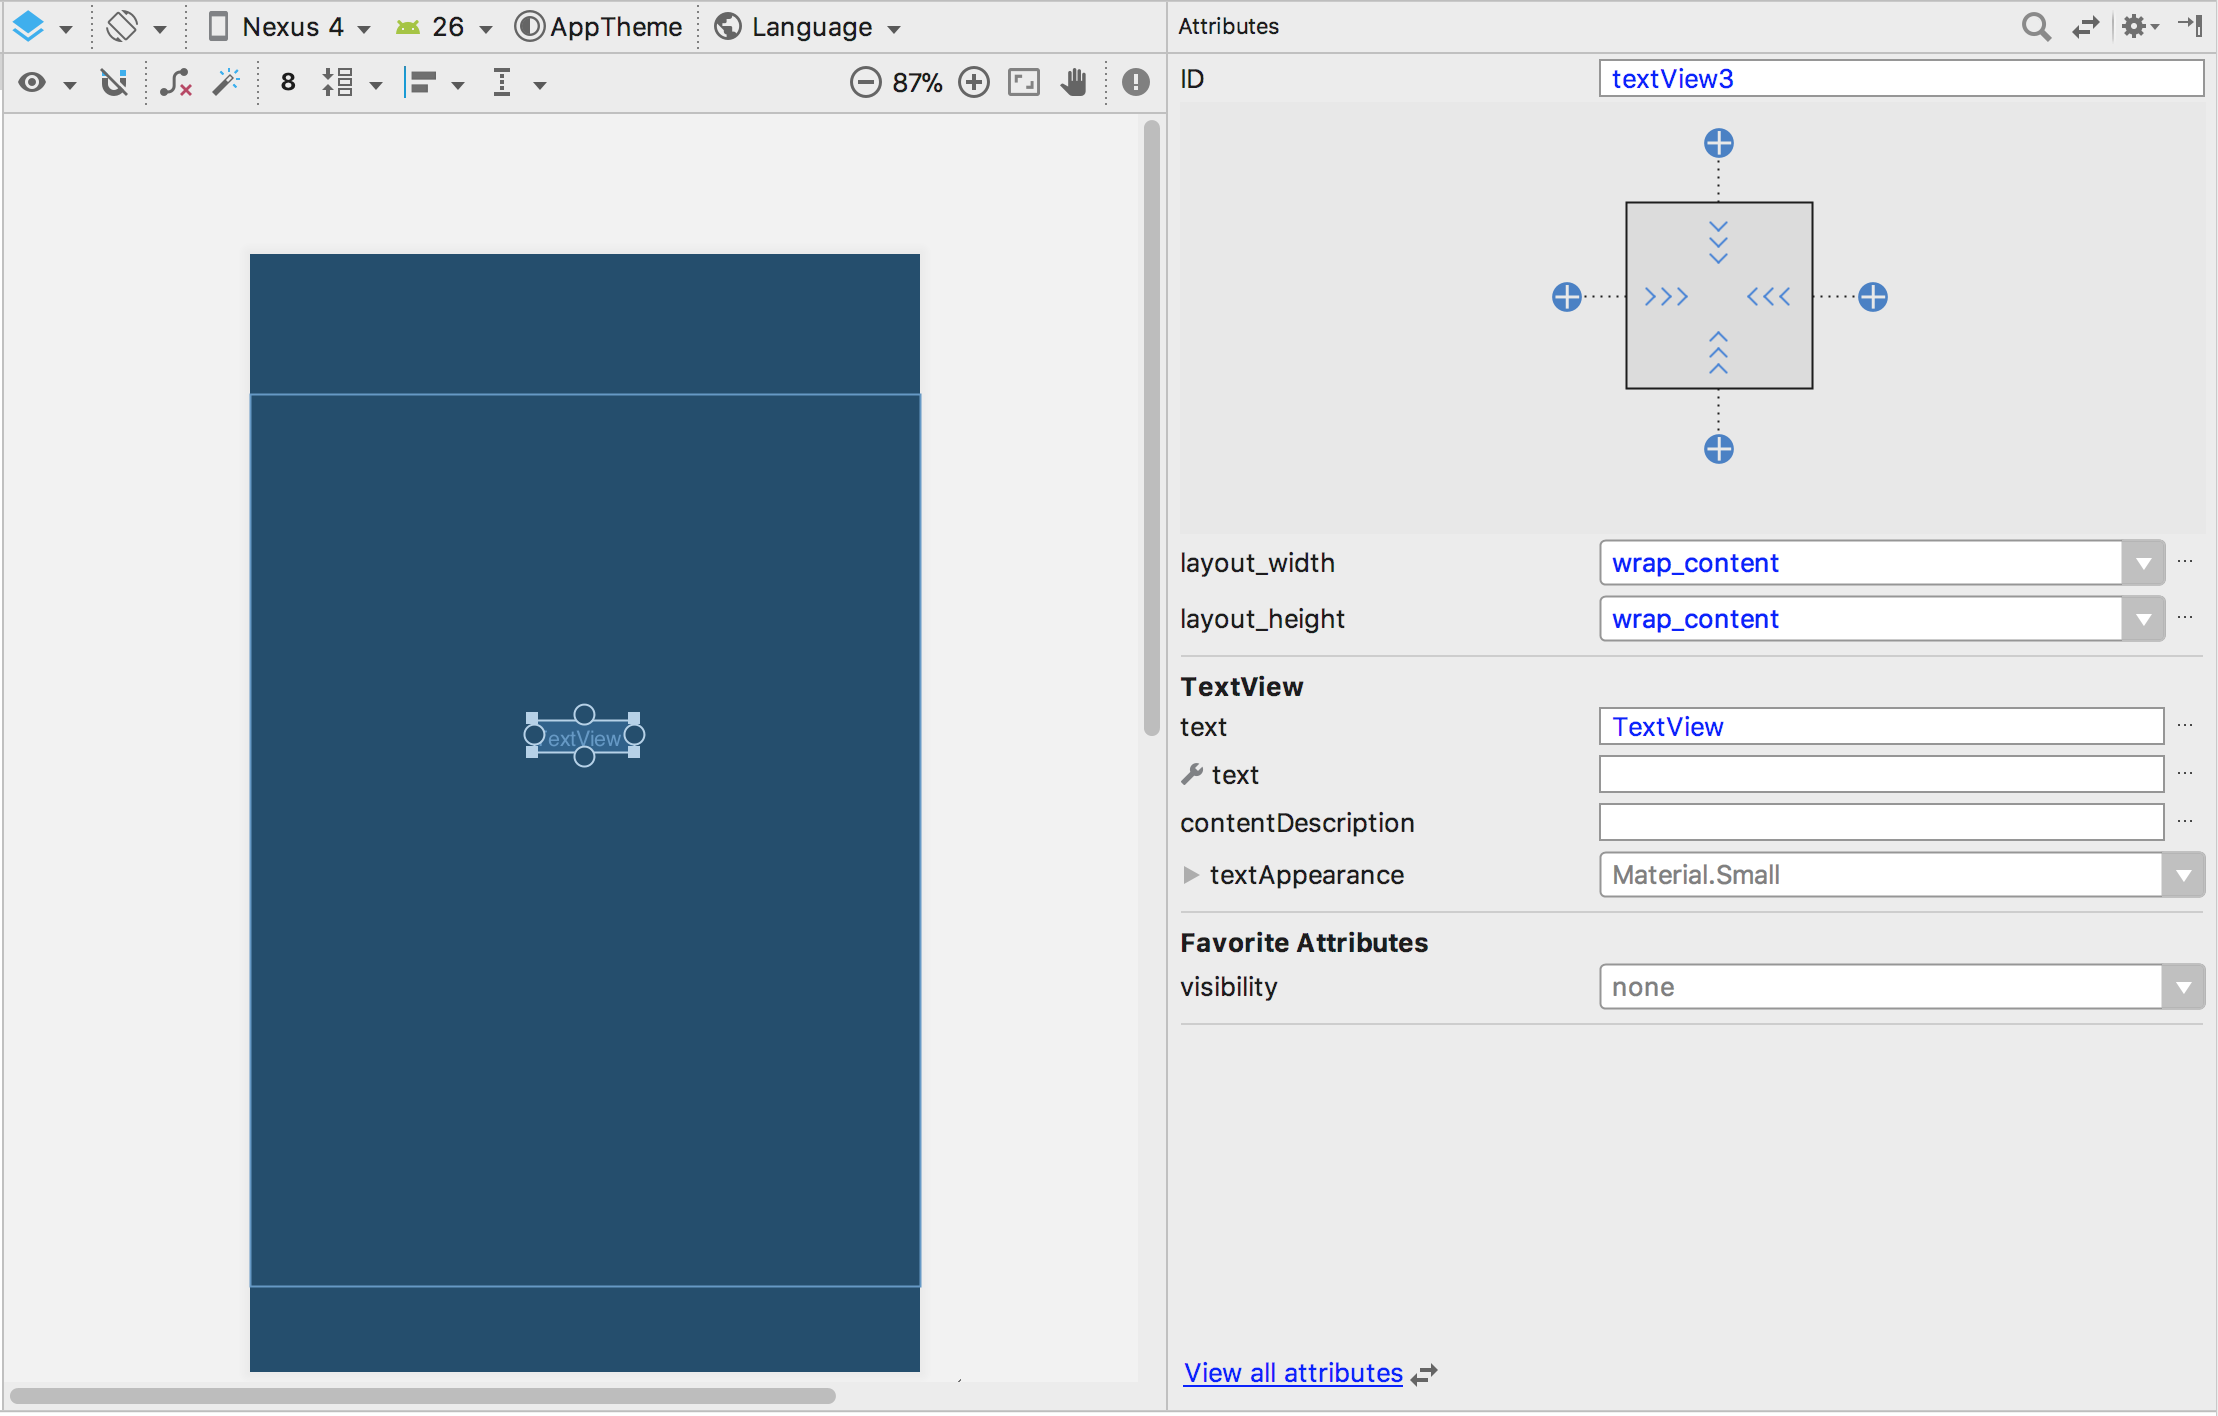 Nexus 4 26 AppTheme Language
8 87%
TextView
Attributes
ID textView3
layout_width wrap_content ...
layout_height wrap_content ...
TextView
text TextView ...
text ...
contentDescription ...
textAppearance Material.Small
Favorite Attributes
visibility none
View all attributes